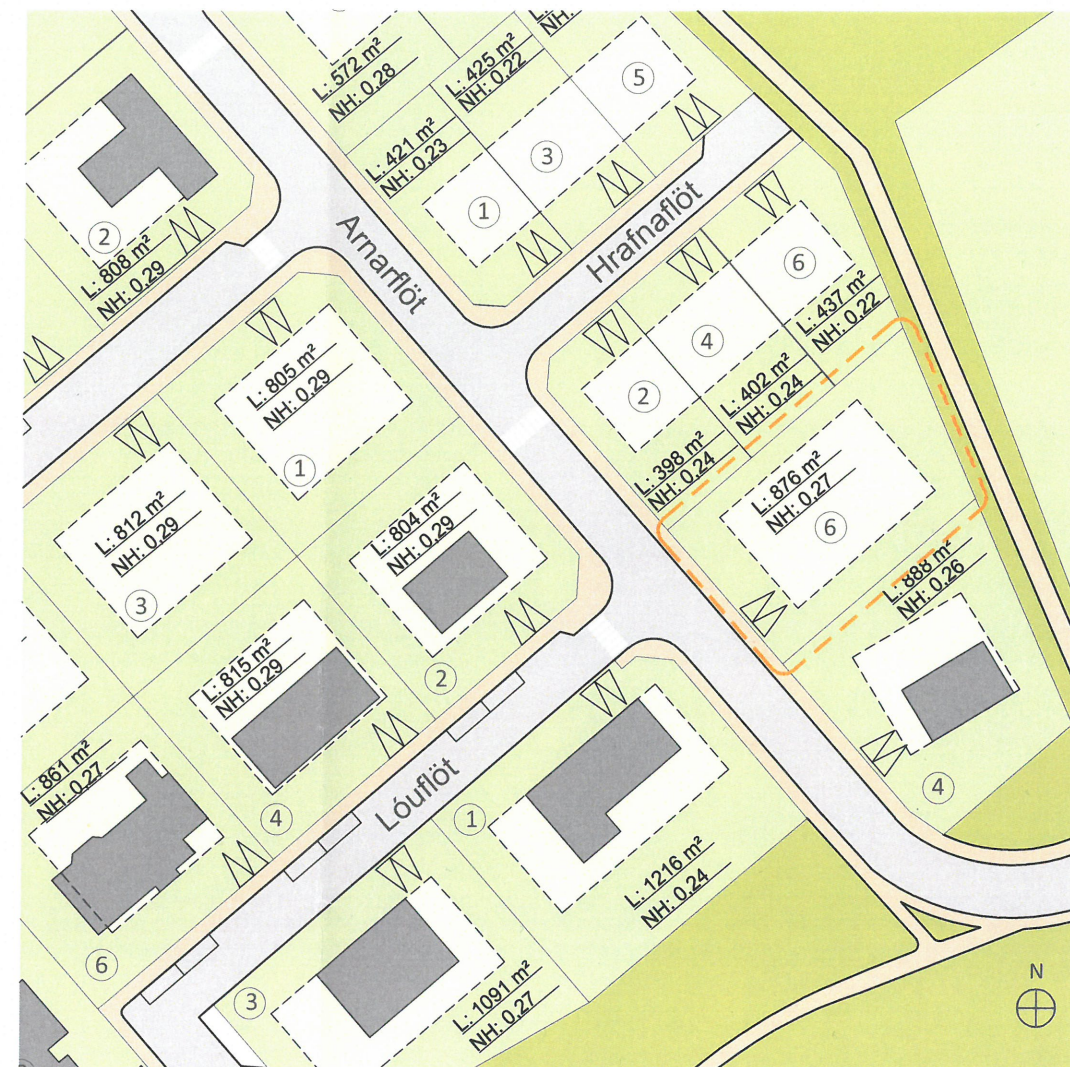 L: 572 m²
NH: 0,28
L: 425 m²
NH: 0,22
L:
NH:
5
L: 421 m²
NH: 0,23
3
1
2
L: 808 m²
NH: 0,29
Arnarflöt
Hrafnaflöt
6
L: 437 m²
NH: 0,22
4
L: 402 m²
NH: 0,24
2
L: 398 m²
NH: 0,24
L: 805 m²
NH: 0,29
1
L: 812 m²
NH: 0,29
3
L: 804 m²
NH: 0,29
2
L: 876 m²
NH: 0,27
6
L: 888 m²
NH: 0,26
4
L: 815 m²
NH: 0,29
4
L: 861 m²
NH: 0,27
6
Lóuflöt
1
L: 1216 m²
NH: 0,24
3
L: 1091 m²
NH: 0,27
N